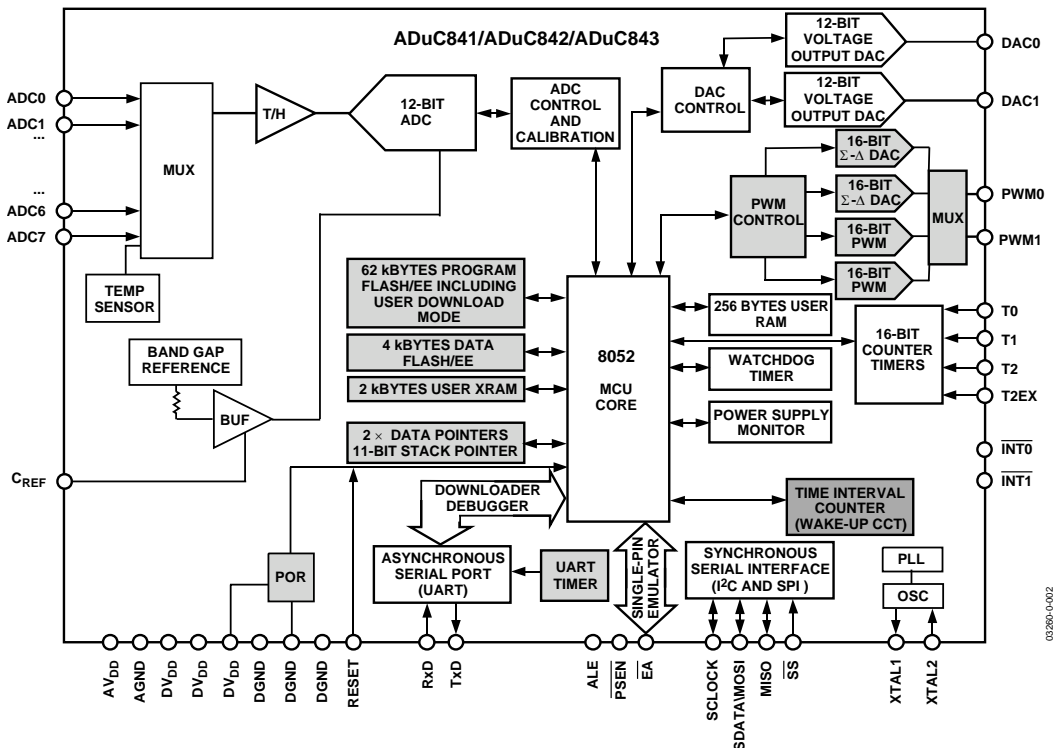 ADuC841/ADuC842/ADuC843
ADC0
ADC1
...
...
ADC6
ADC7
MUX
T/H
12-BIT
ADC
ADC
CONTROL
AND
CALIBRATION
DAC
CONTROL
12-BIT
VOLTAGE
OUTPUT DAC
DAC0
12-BIT
VOLTAGE
OUTPUT DAC
DAC1
16-BIT
Σ-Δ DAC
16-BIT
Σ-Δ DAC
16-BIT
PWM
16-BIT
PWM
PWM
CONTROL
MUX
PWM0
PWM1
TEMP
SENSOR
BAND GAP
REFERENCE
BUF
CREF
62 kBYTES PROGRAM
FLASH/EE INCLUDING
USER DOWNLOAD
MODE
4 kBYTES DATA
FLASH/EE
2 kBYTES USER XRAM
2 × DATA POINTERS
11-BIT STACK POINTER
8052
MCU
CORE
256 BYTES USER
RAM
WATCHDOG
TIMER
POWER SUPPLY
MONITOR
16-BIT
COUNTER
TIMERS
T0
T1
T2
T2EX
INT0
INT1
TIME INTERVAL
COUNTER
(WAKE-UP CCT)
DOWNLOADER
DEBUGGER
POR
ASYNCHRONOUS
SERIAL PORT
(UART)
UART
TIMER
SINGLE-PIN
EMULATOR
SYNCHRONOUS
SERIAL INTERFACE
(I2C AND SPI )
PLL
OSC
AVDD
AGND
DVDD
DVDD
DVDD
DGND
DGND
DGND
RESET
RxD
TxD
ALE
PSEN
EA
SCLOCK
SDATA\MOSI
MISO
SS
XTAL1
XTAL2
03260-0-002